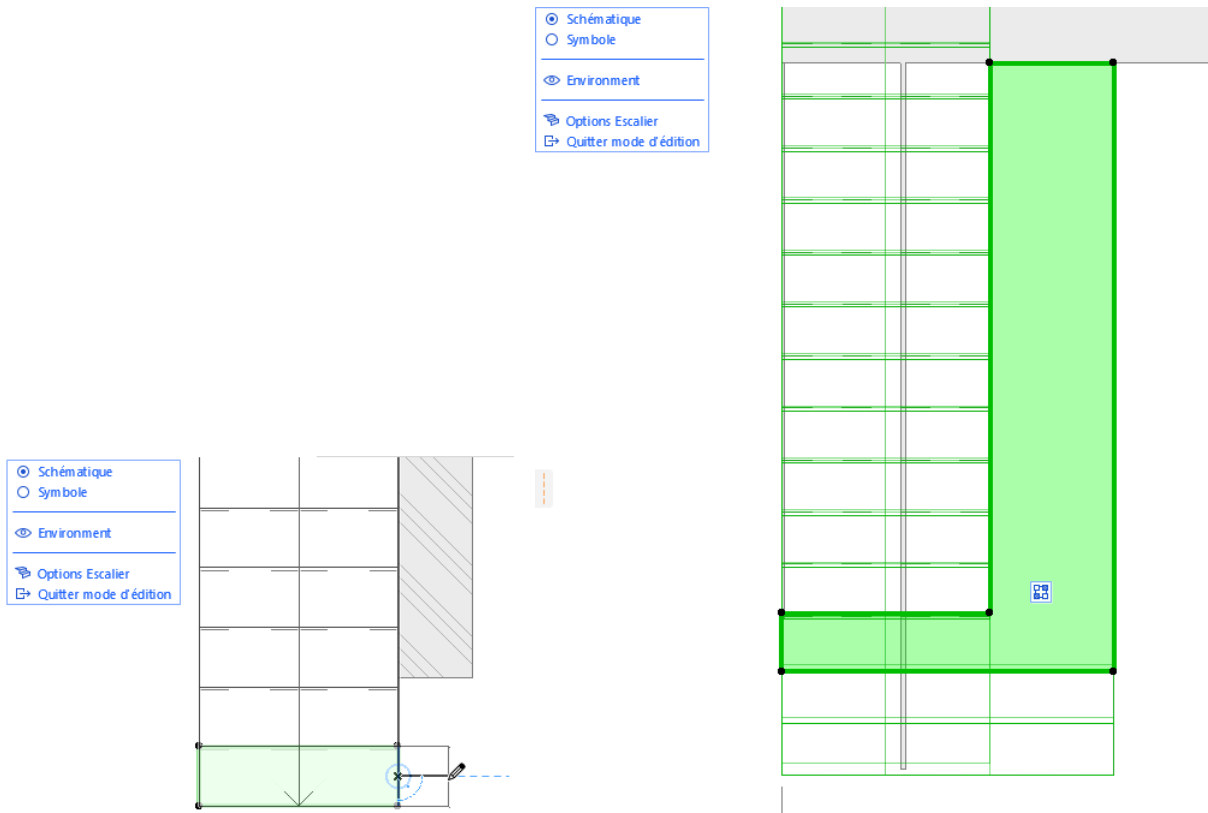 Schématique
Symbole
Environment
Options Escalier
Quitter mode d'édition
Schématique
Symbole
Environment
Options Escalier
Quitter mode d'édition